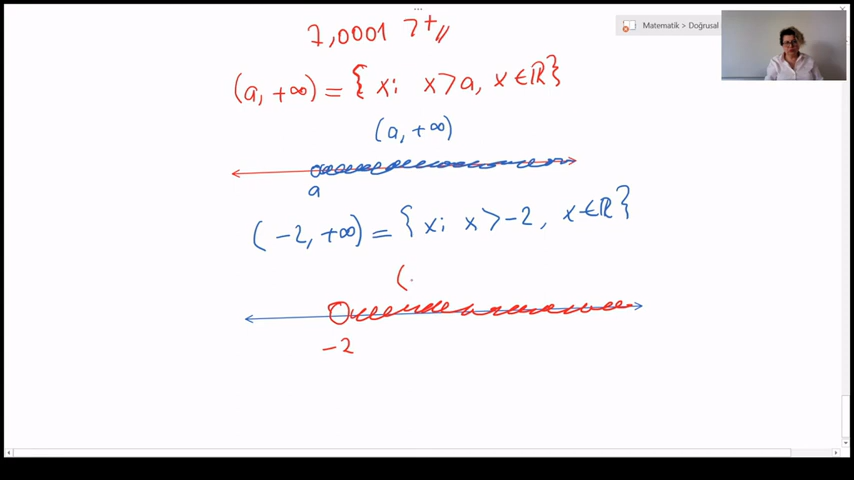 Matematik > Doğrusal
7,0001 7+//
(a, +∞) = { x: x>a, x∈ℝ}
(a, +∞)
a
(-2, +∞) = { x: x>-2, x∈ℝ}
(.
-2